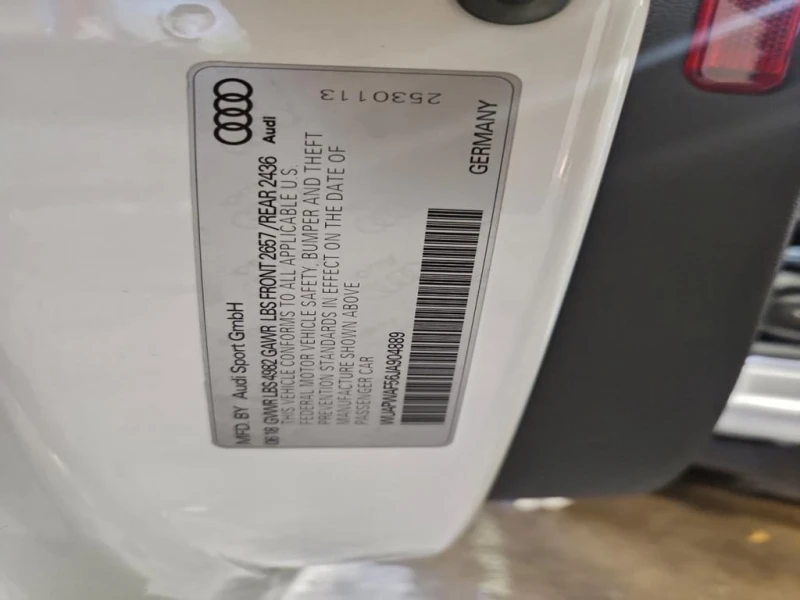 MFD. BY Audi Sport GmbH
06.18 GVWR LBS 4982 GAWR LBS FRONT 2657/REAR 2436 Audi
THIS VEHICLE CONFORMS TO ALL APPLICABLE U.S.
FEDERAL MOTOR VEHICLE SAFETY, BUMPER AND THEFT
PREVENTION STANDARDS IN EFFECT ON THE DATE OF
MANUFACTURE SHOWN ABOVE
PASSENGER CAR
WUAPWAF56JA904889
2530113
GERMANY